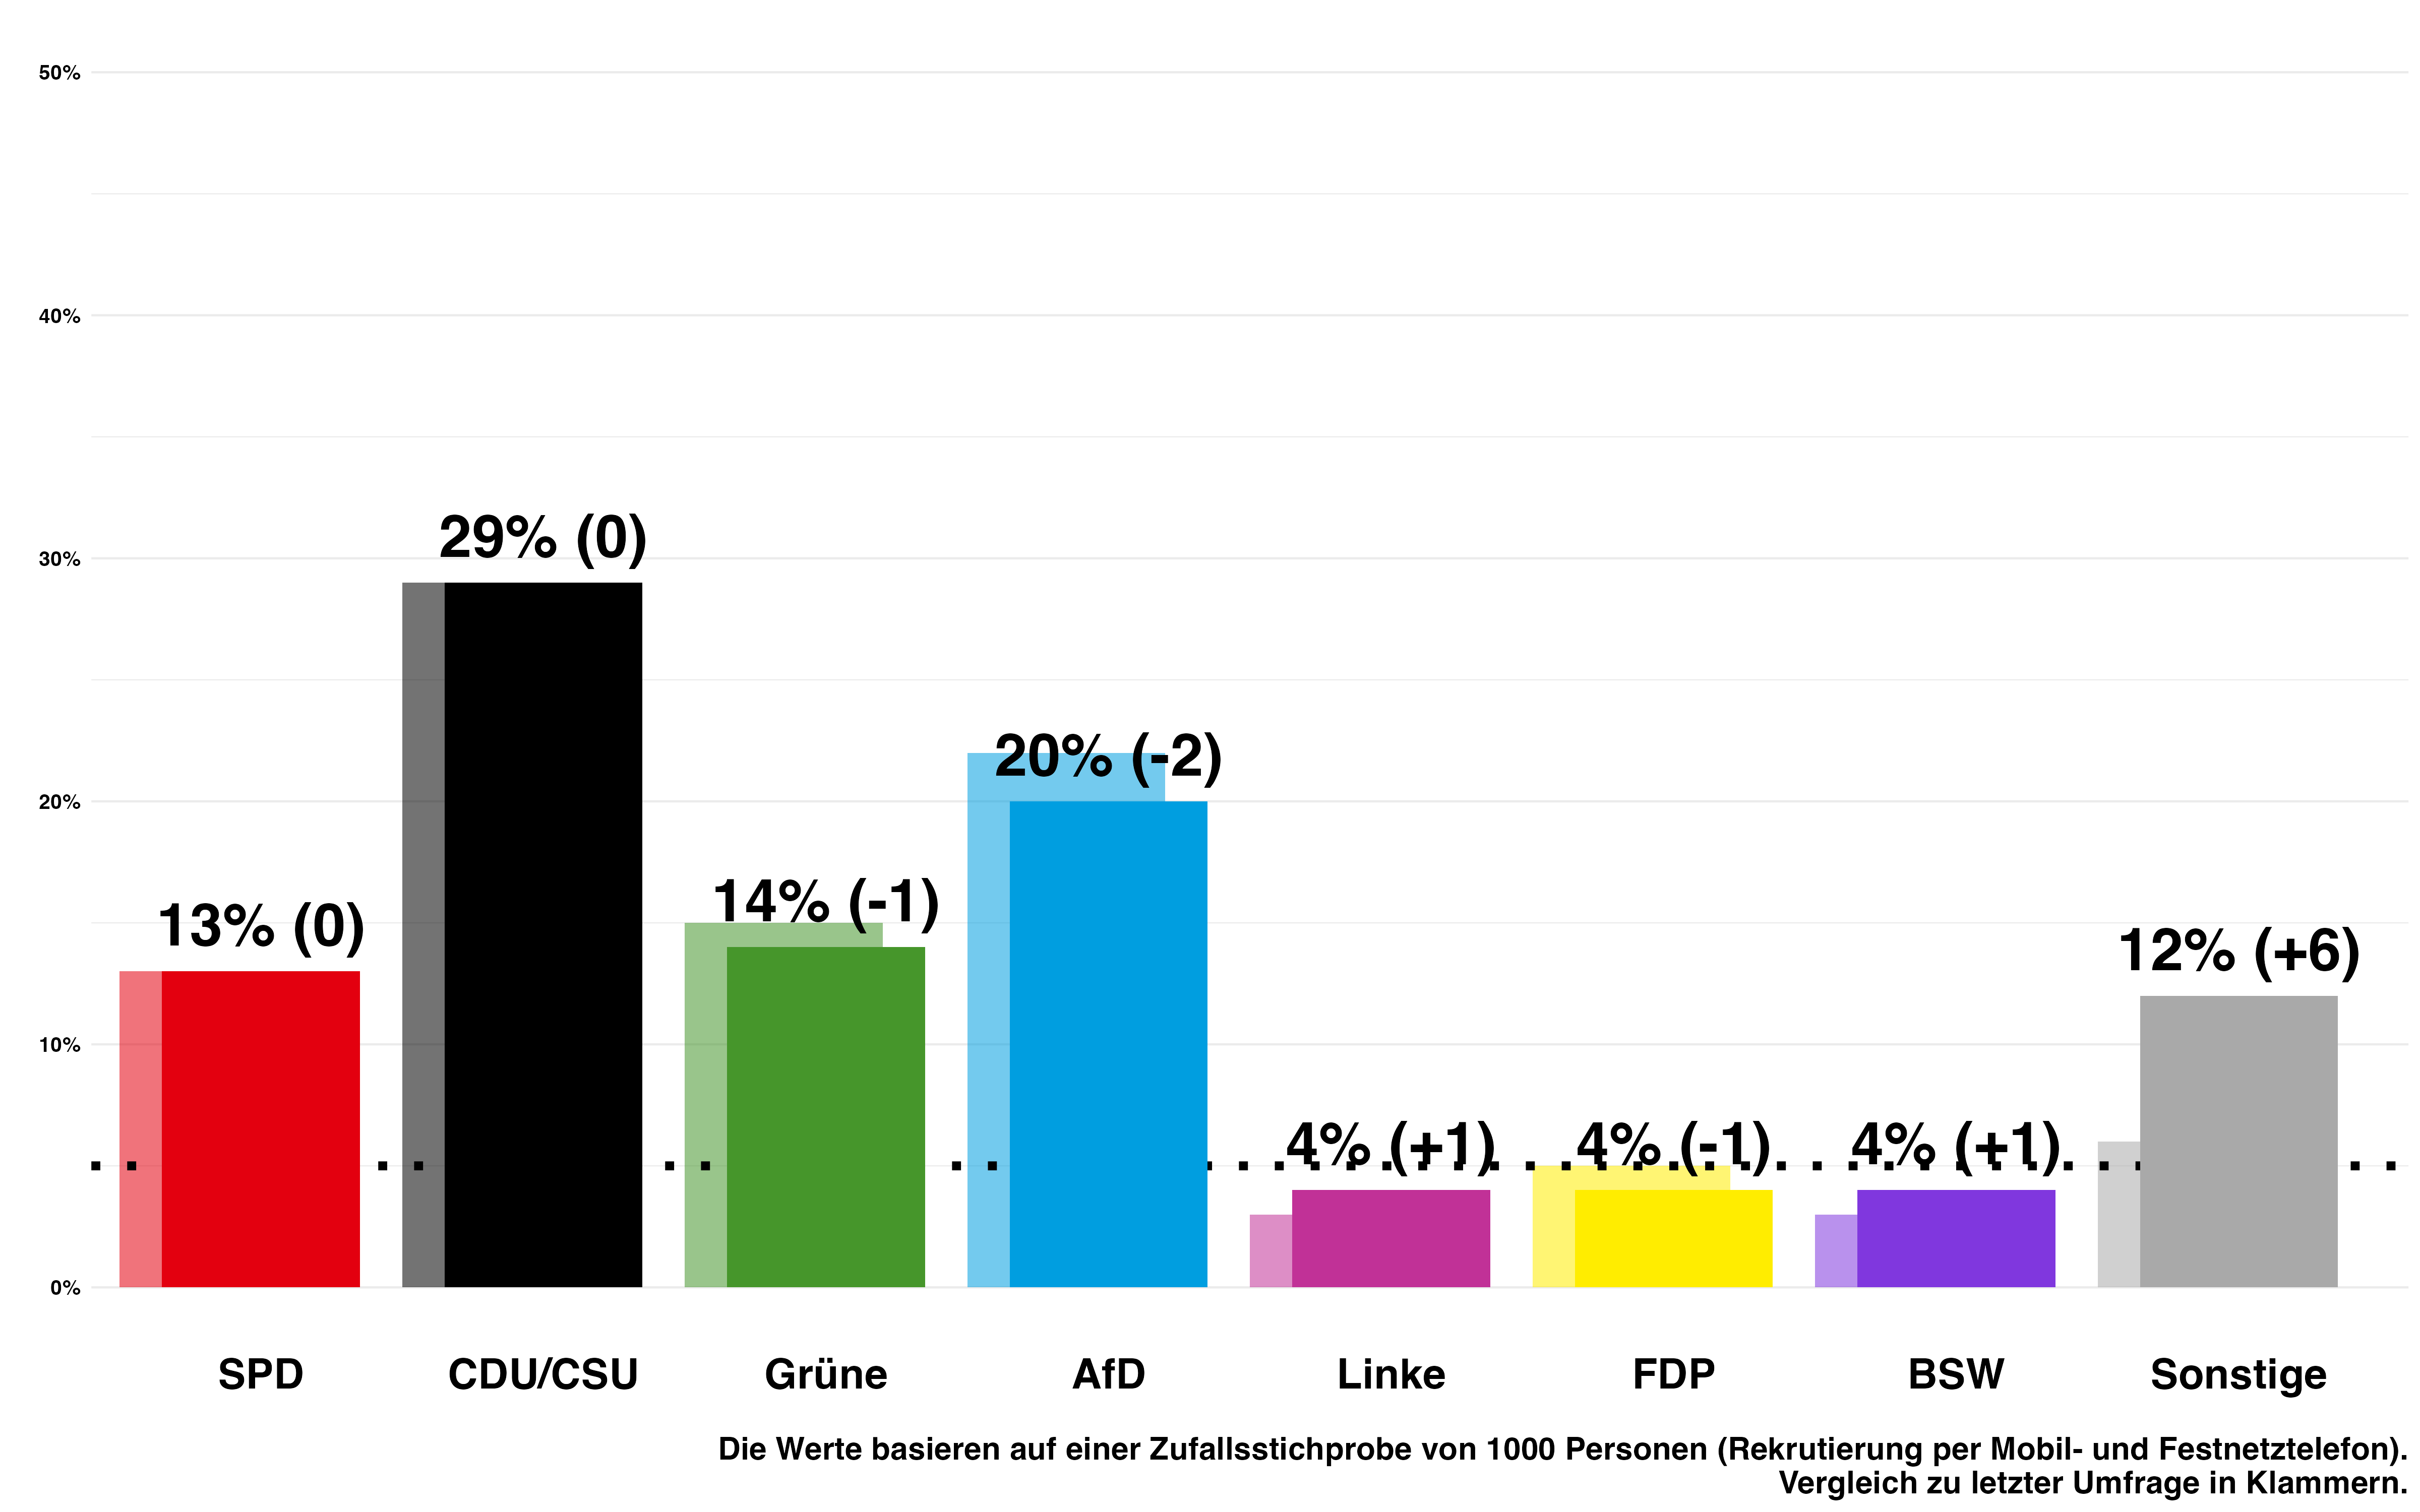 50%
40%
30%
20%
10%
0%
13% (0)
29% (0)
14% (-1)
20% (-2)
4% (+1)
4% (-1)
4% (+1)
12% (+6)
SPD
CDU/CSU
Grüne
AfD
Linke
FDP
BSW
Sonstige
Die Werte basieren auf einer Zufallsstichprobe von 1000 Personen (Rekrutierung per Mobil- und Festnetztelefon).
Vergleich zu letzter Umfrage in Klammern.